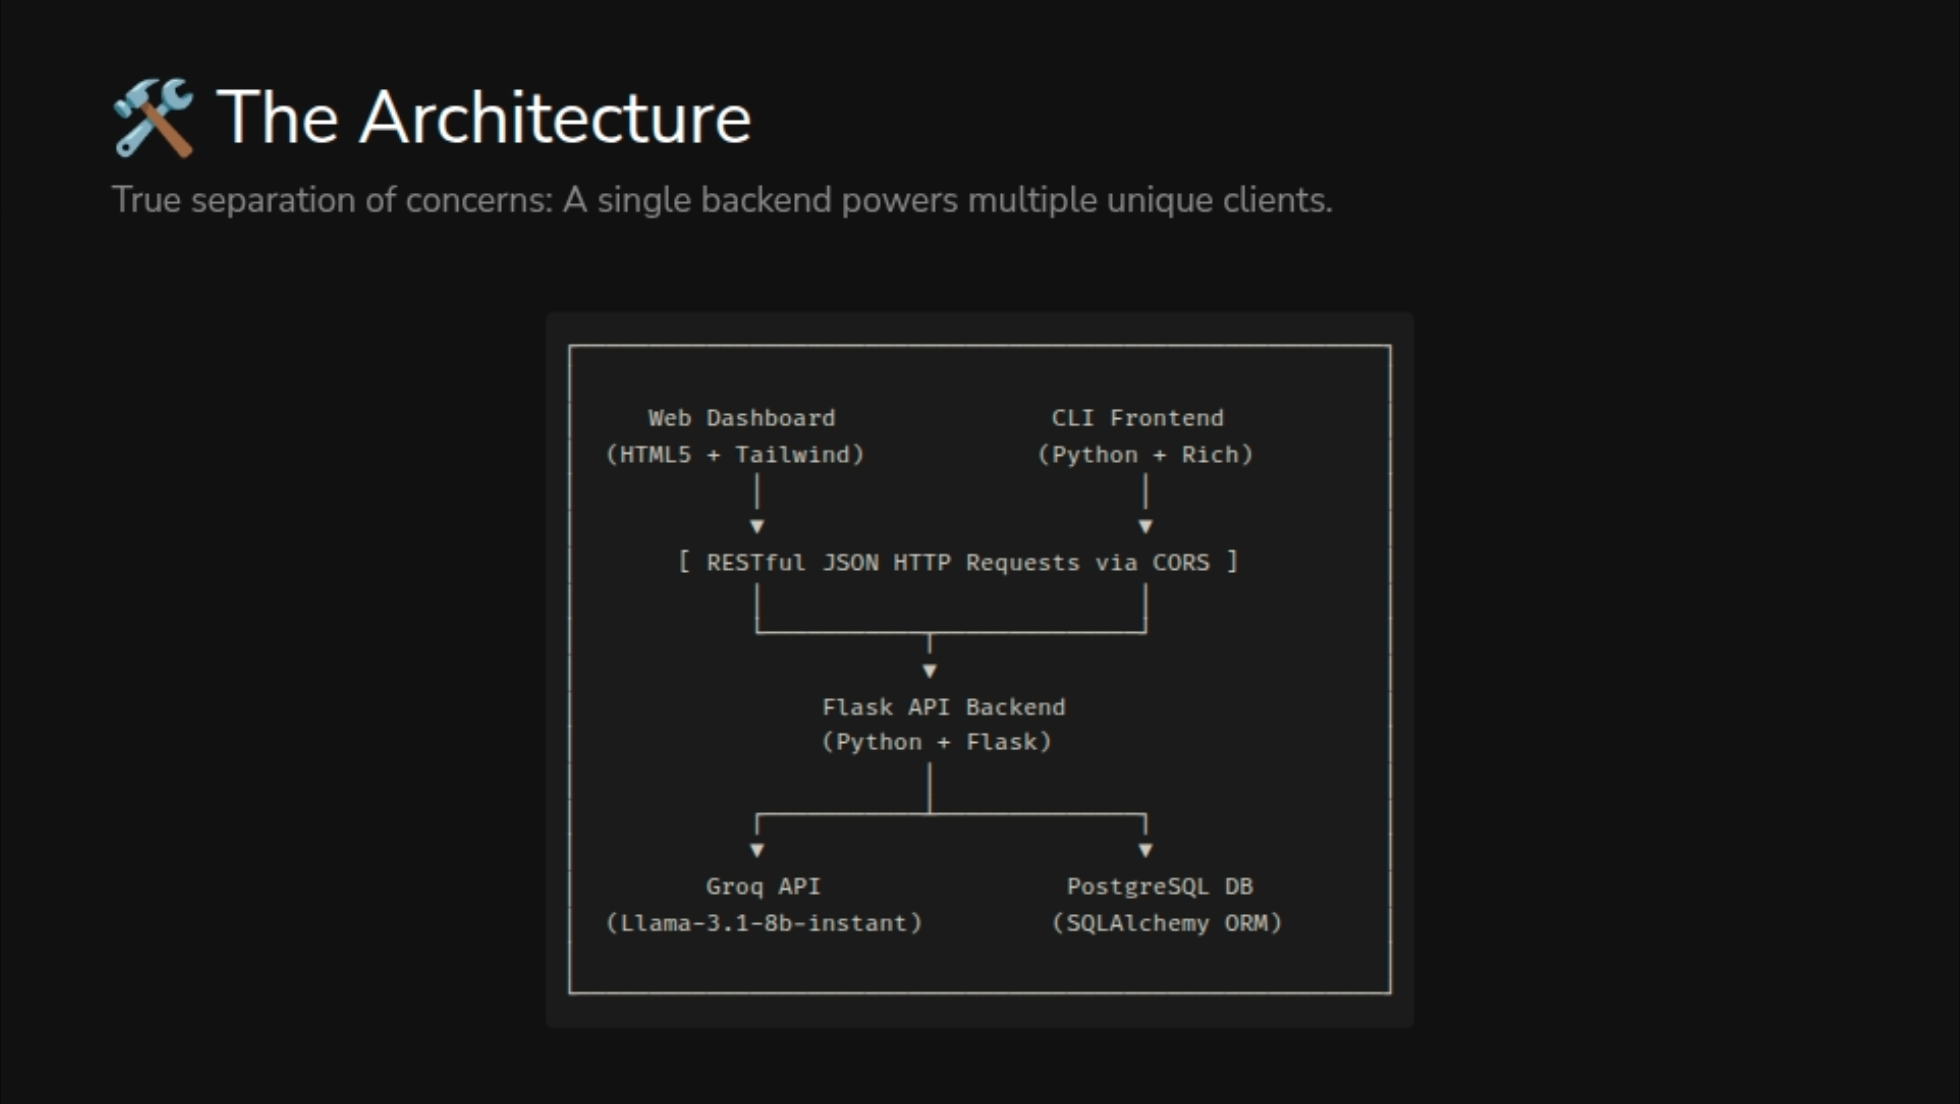 The Architecture
True separation of concerns: A single backend powers multiple unique clients.
Web Dashboard CLI Frontend
(HTML5 + Tailwind) (Python + Rich)
[ RESTful JSON HTTP Requests via CORS ]
Flask API Backend
(Python + Flask)
Groq API PostgreSQL DB
(Llama-3.1-8b-instant) (SQLAlchemy ORM)